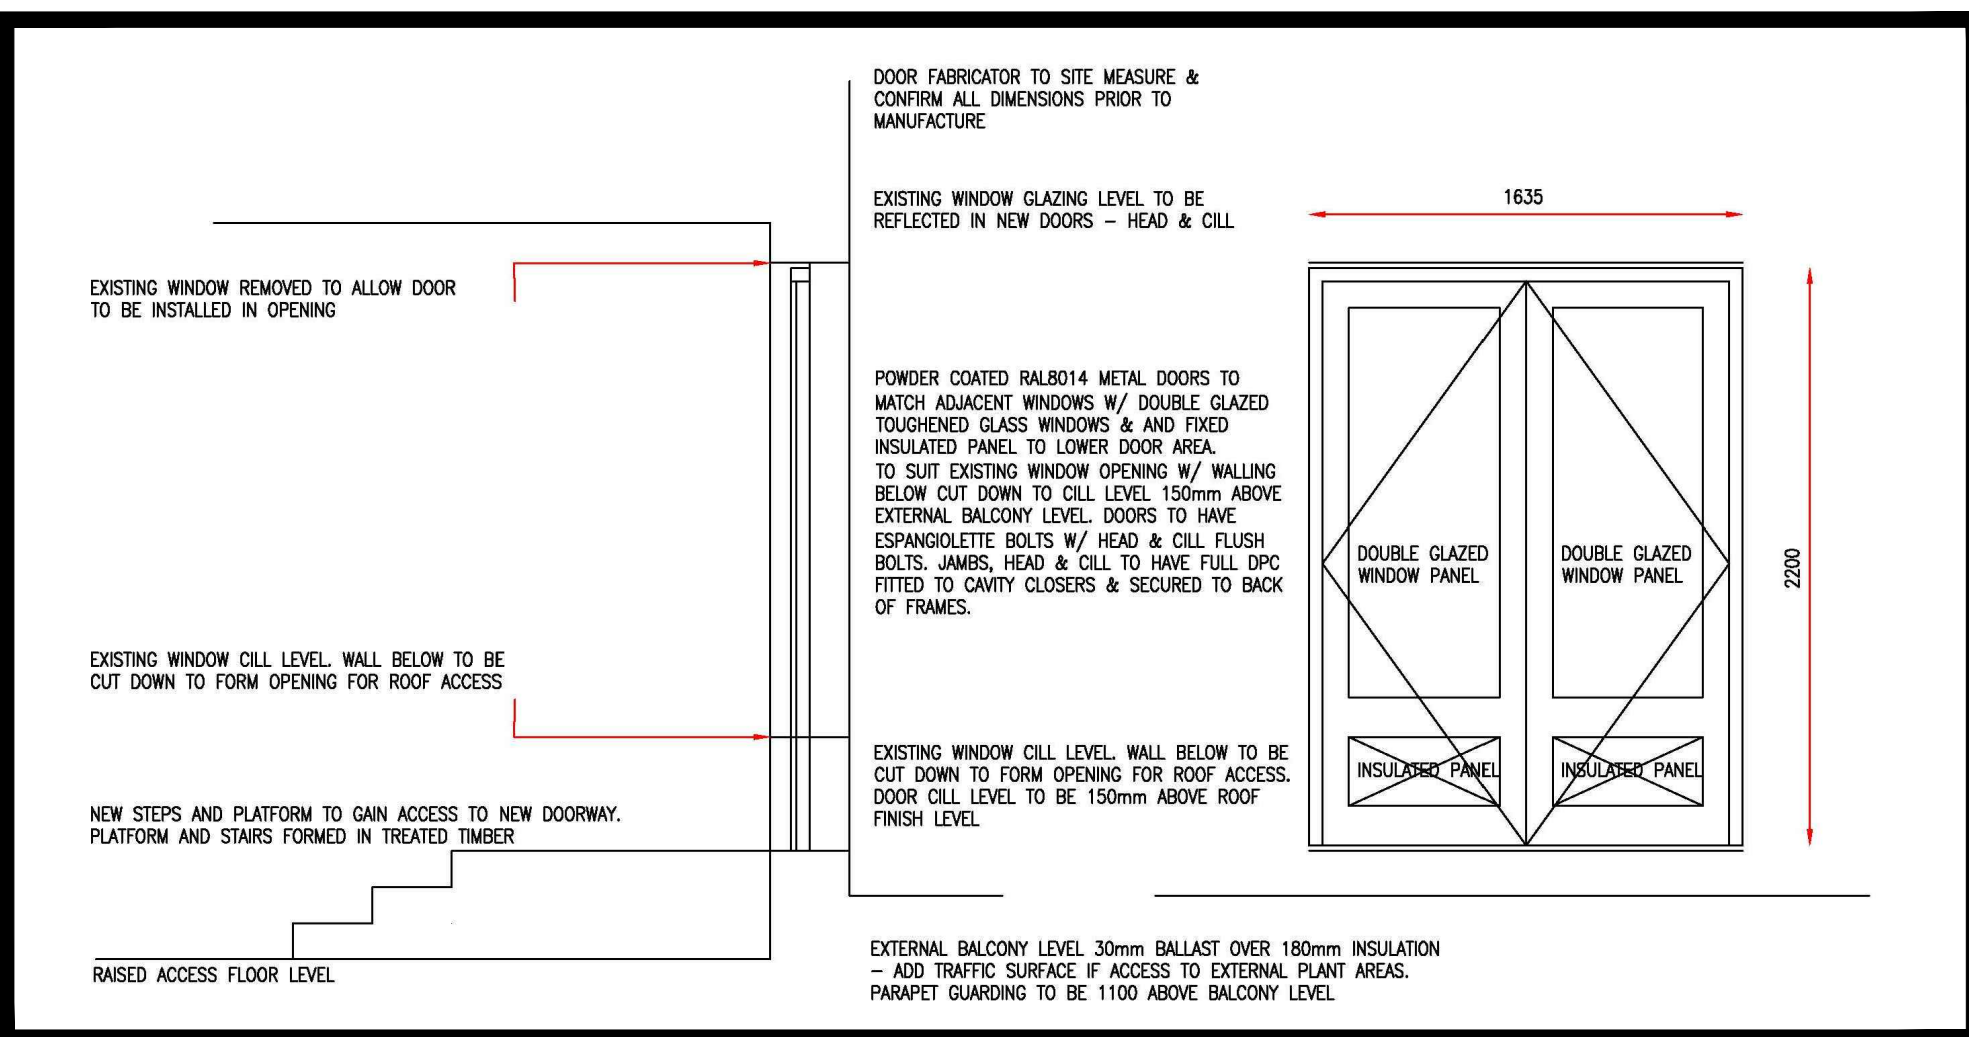 DOOR FABRICATOR TO SITE MEASURE &
CONFIRM ALL DIMENSIONS PRIOR TO
MANUFACTURE
EXISTING WINDOW GLAZING LEVEL TO BE
REFLECTED IN NEW DOORS – HEAD & CILL
1635
EXISTING WINDOW REMOVED TO ALLOW DOOR
TO BE INSTALLED IN OPENING
POWDER COATED RAL8014 METAL DOORS TO
MATCH ADJACENT WINDOWS W/ DOUBLE GLAZED
TOUGHENED GLASS WINDOWS & AND FIXED
INSULATED PANEL TO LOWER DOOR AREA.
TO SUIT EXISTING WINDOW OPENING W/ WALLING
BELOW CUT DOWN TO CILL LEVEL 150mm ABOVE
EXTERNAL BALCONY LEVEL. DOORS TO HAVE
ESPANGIOLETTE BOLTS W/ HEAD & CILL FLUSH
BOLTS. JAMBS, HEAD & CILL TO HAVE FULL DPC
FITTED TO CAVITY CLOSERS & SECURED TO BACK
OF FRAMES.
DOUBLE GLAZED
WINDOW PANEL
DOUBLE GLAZED
WINDOW PANEL
2200
EXISTING WINDOW CILL LEVEL. WALL BELOW TO BE
CUT DOWN TO FORM OPENING FOR ROOF ACCESS
EXISTING WINDOW CILL LEVEL. WALL BELOW TO BE
CUT DOWN TO FORM OPENING FOR ROOF ACCESS.
DOOR CILL LEVEL TO BE 150mm ABOVE ROOF
FINISH LEVEL
INSULATED PANEL
INSULATED PANEL
NEW STEPS AND PLATFORM TO GAIN ACCESS TO NEW DOORWAY.
PLATFORM AND STAIRS FORMED IN TREATED TIMBER
RAISED ACCESS FLOOR LEVEL
EXTERNAL BALCONY LEVEL 30mm BALLAST OVER 180mm INSULATION
– ADD TRAFFIC SURFACE IF ACCESS TO EXTERNAL PLANT AREAS.
PARAPET GUARDING TO BE 1100 ABOVE BALCONY LEVEL